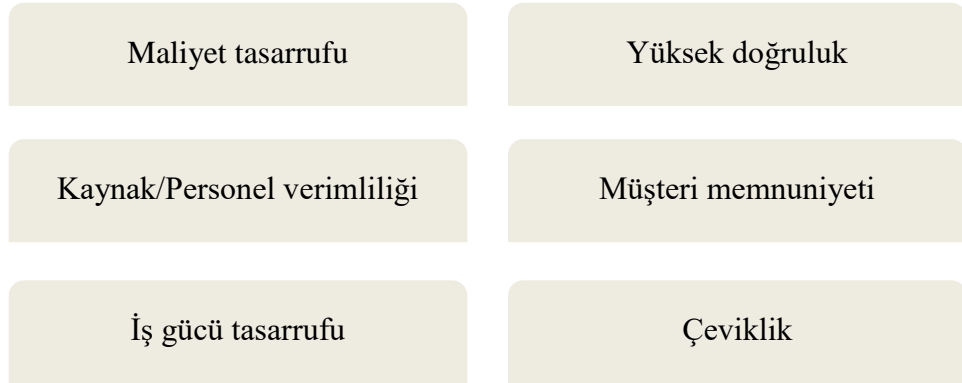 Maliyet tasarrufu
Yüksek doğruluk
Kaynak/Personel verimliliği
Müşteri memnuniyeti
İş gücü tasarrufu
Çeviklik